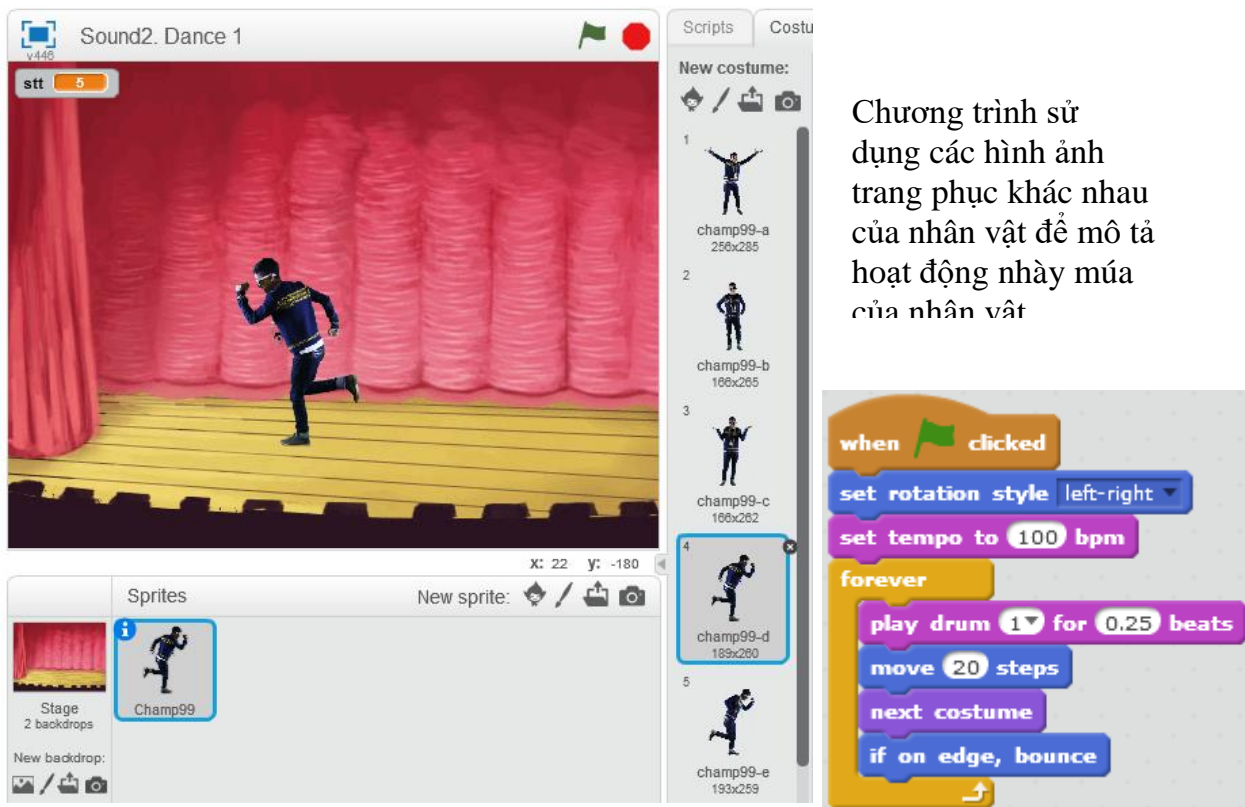 Sound2. Dance 1
v446
stt 5
x: 22 y: -180
Sprites
New sprite:
Stage
2 backdrops
New backdrop:
Champ99
Scripts
Costu
New costume:
1
champ99-a
256x285
2
champ99-b
166x265
3
champ99-c
166x262
4
champ99-d
189x260
5
champ99-e
193x259
Chương trình sử
dụng các hình ảnh
trang phục khác nhau
của nhân vật để mô tả
hoạt động nhày múa
của nhân vật
when clicked
set rotation style left-right
set tempo to 100 bpm
forever
play drum 1 for 0.25 beats
move 20 steps
next costume
if on edge, bounce